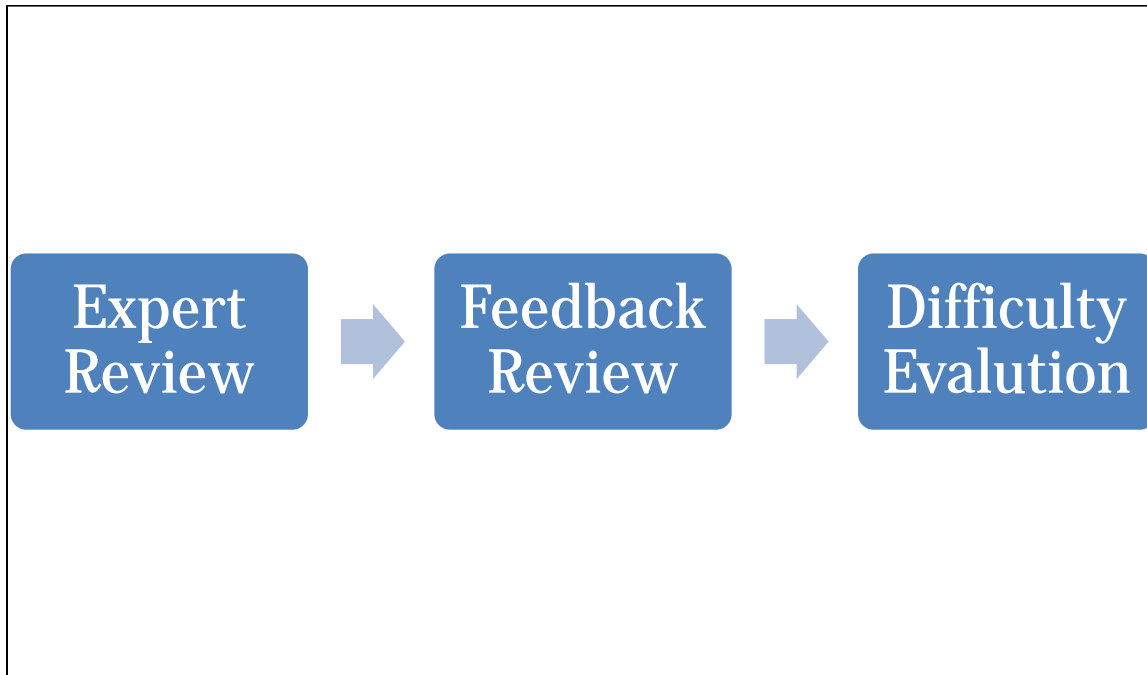 Expert
Review
Feedback
Review
Difficulty
Evalution